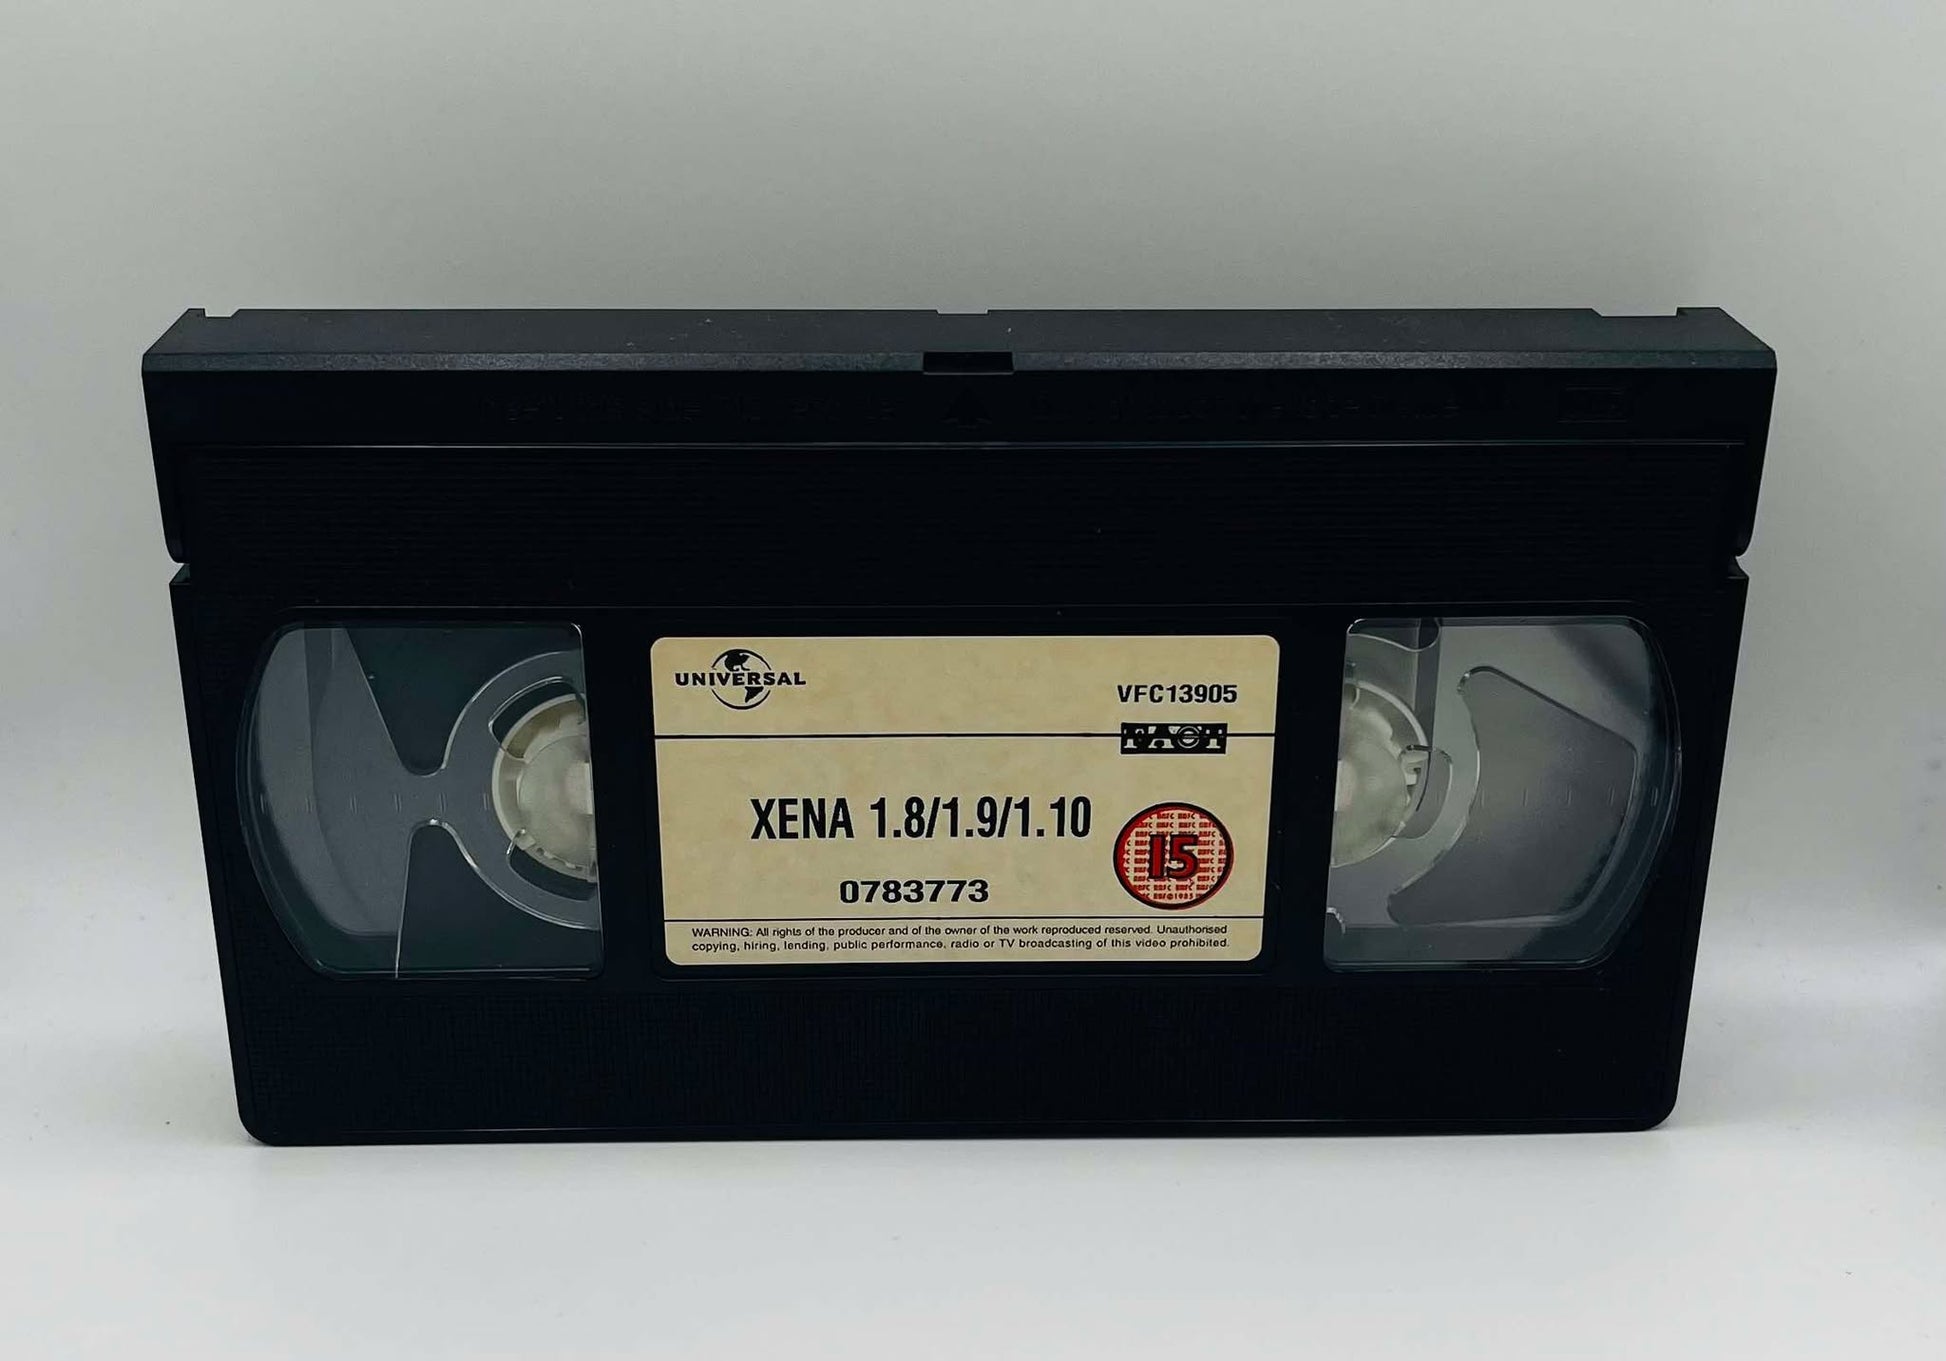 UNIVERSAL
VFC13905
FACT
XENA 1.8/1.9/1.10
15
0783773
WARNING: All rights of the producer and of the owner of the work reproduced reserved. Unauthorised
copying, hiring, lending, public performance, radio or TV broadcasting of this video prohibited.